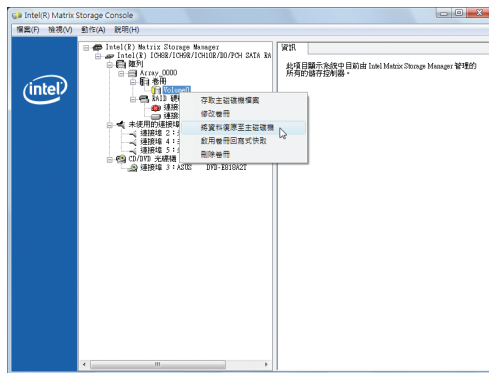 Intel(R) Matrix Storage Console
檔案(F) 檢視(V) 動作(A) 說明(H)
intel
Intel(R) Matrix Storage Manager
Intel(R) ICH8R/ICH9R/ICH10R/DO/PCH SATA RA
陣列
Array_0000
卷冊
Volume0
RAID 硬
連接
連接
未使用的連接埠
連接埠 2：
連接埠 4：
連接埠 5：
CD/DVD 光碟機
連接埠 3：ASUS DVD-E818A2T
存取主磁碟機檔案
修改卷冊
將資料復原至主磁碟機
啟用卷冊回寫式快取
刪除卷冊
資訊
此項目顯示系統中目前由 Intel Matrix Storage Manager 管理的
所有的儲存控制器。